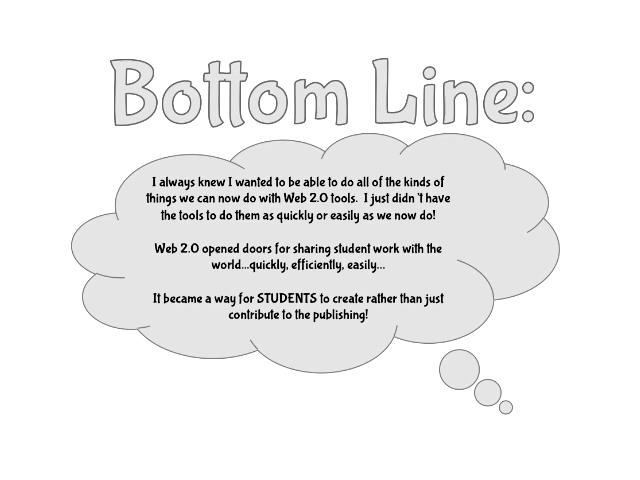 Bottom Line:
I always knew I wanted to be able to do all of the kinds of
things we can now do with Web 2.0 tools.  I just didn 't have
the tools to do them as quickly or easily as we now do!
Web 2.0 opened doors for sharing student work with the
world...quickly, efficiently, easily...
It became a way for STUDENTS to create rather than just
contribute to the publishing!